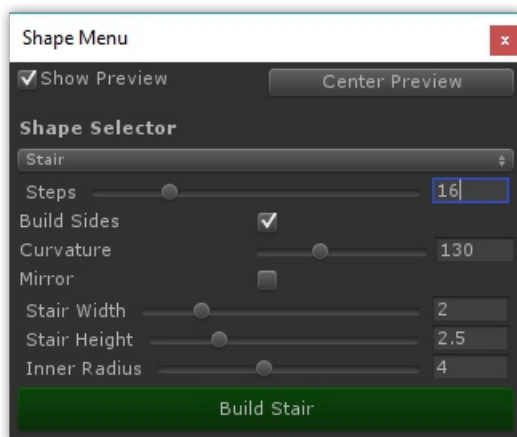 Shape Menu x
Show Preview Center Preview
Shape Selector
Stair
Steps 16
Build Sides
Curvature 130
Mirror
Stair Width 2
Stair Height 2.5
Inner Radius 4
Build Stair